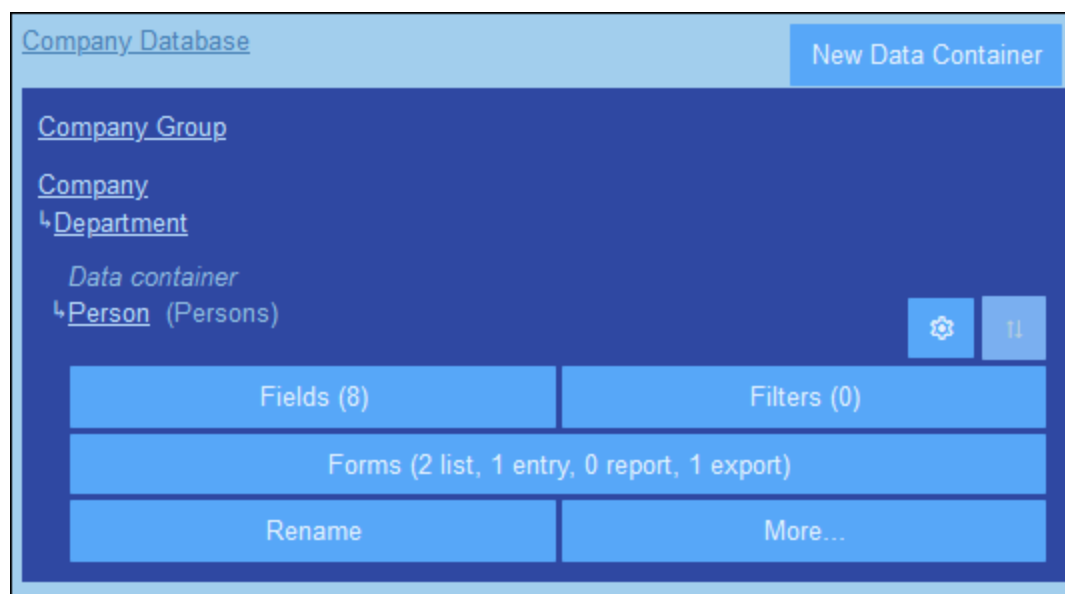 Company Database
New Data Container
Company Group
Company
↳Department
Data container
↳Person (Persons)
Fields (8)
Filters (0)
Forms (2 list, 1 entry, 0 report, 1 export)
Rename
More...